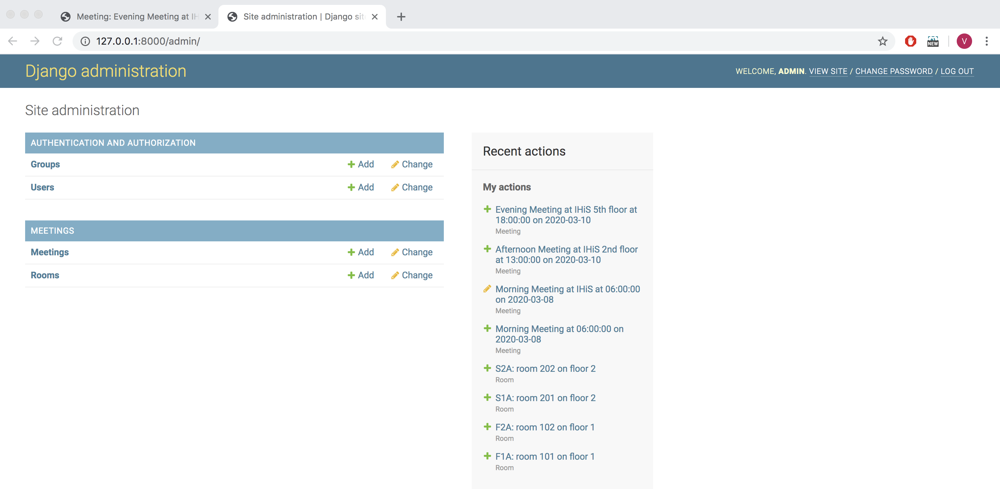 Meeting: Evening Meeting at IH
Site administration | Django sit
127.0.0.1:8000/admin/
NEW
V
Django administration
WELCOME, ADMIN. VIEW SITE / CHANGE PASSWORD / LOG OUT
Site administration
AUTHENTICATION AND AUTHORIZATION
Groups
Add
Change
Users
Add
Change
MEETINGS
Meetings
Add
Change
Rooms
Add
Change
Recent actions
My actions
Evening Meeting at IHiS 5th floor at
18:00:00 on 2020-03-10
Meeting
Afternoon Meeting at IHiS 2nd floor
at 13:00:00 on 2020-03-10
Meeting
Morning Meeting at IHiS at 06:00:00
on 2020-03-08
Meeting
Morning Meeting at 06:00:00 on
2020-03-08
Meeting
S2A: room 202 on floor 2
Room
S1A: room 201 on floor 2
Room
F2A: room 102 on floor 1
Room
F1A: room 101 on floor 1
Room